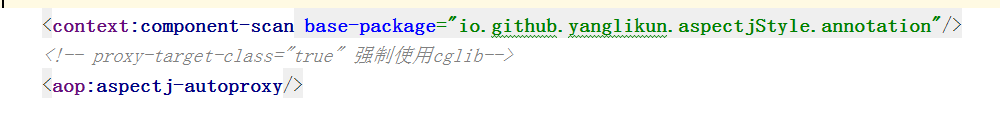 <context:component-scan base-package="io.github.yanglikun.aspectjStyle.annotation"/>
<!-- proxy-target-class="true" 强制使用cglib-->
<aop:aspectj-autoproxy/>